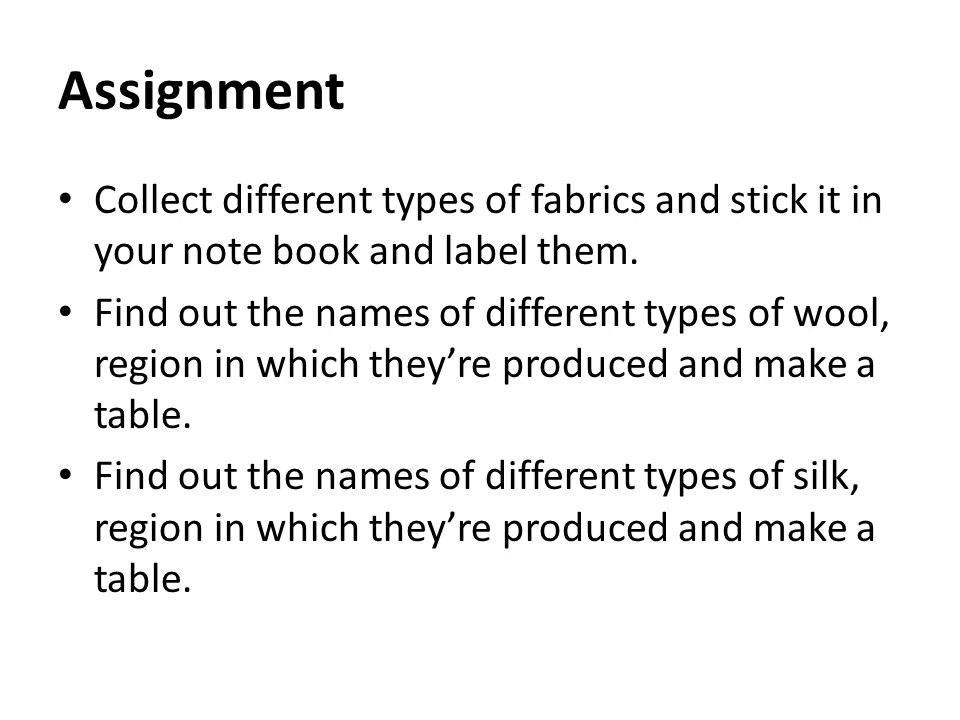 Assignment
• Collect different types of fabrics and stick it in
your note book and label them.
• Find out the names of different types of wool,
region in which they’re produced and make a
table.
• Find out the names of different types of silk,
region in which they’re produced and make a
table.